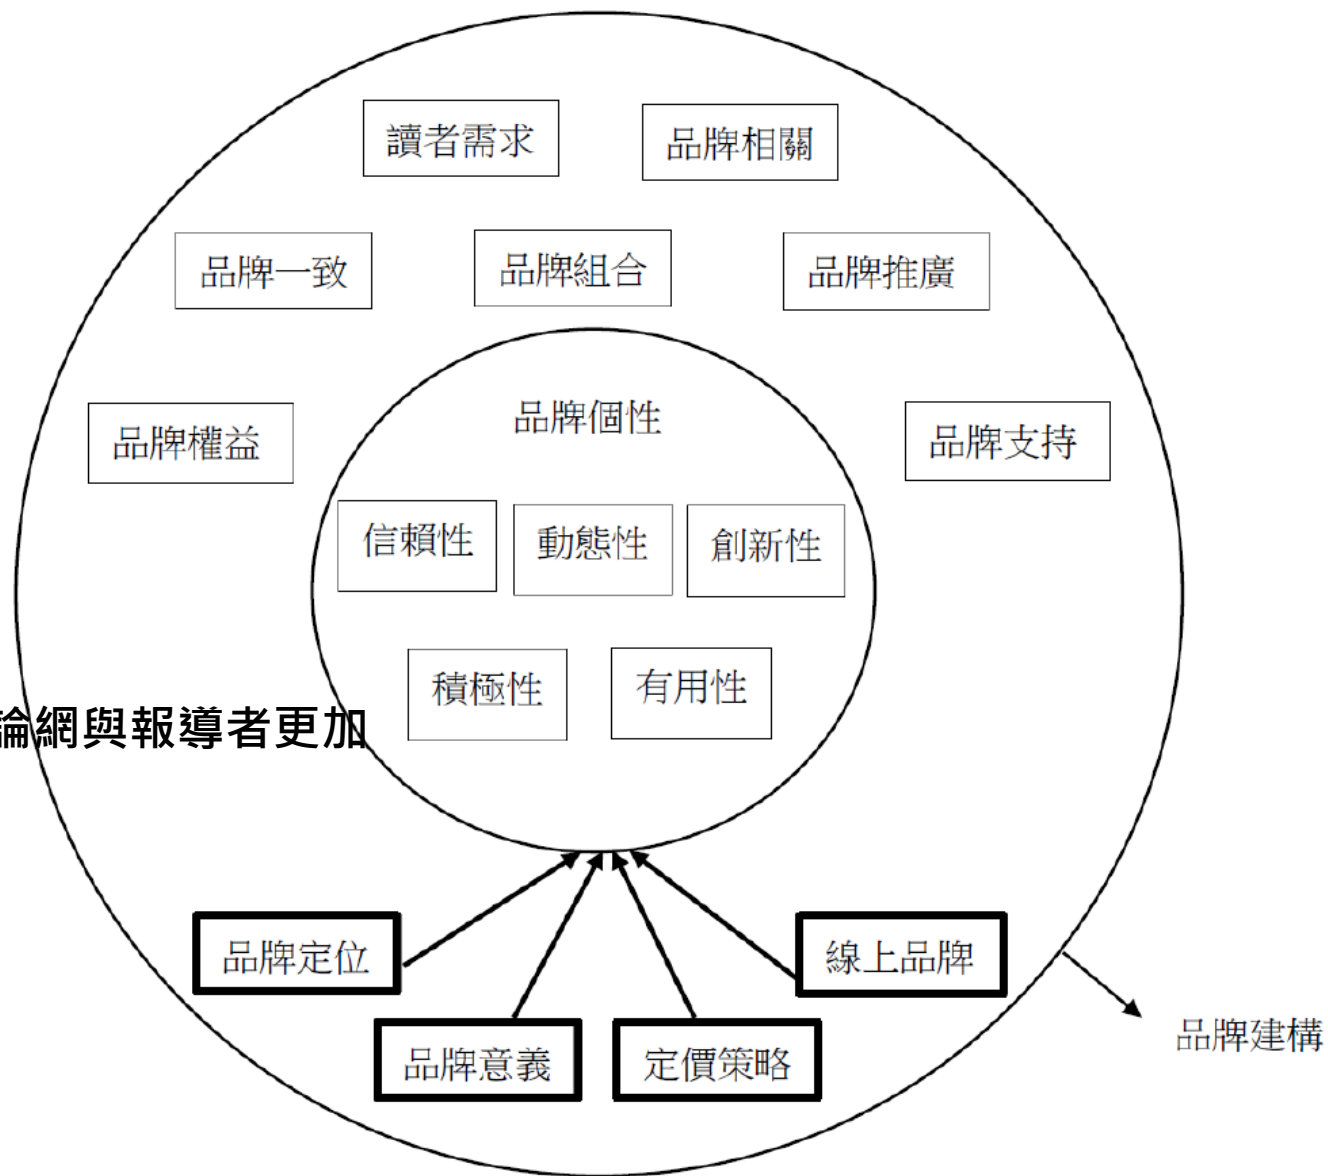 讀者需求
品牌相關
品牌一致
品牌組合
品牌推廣
品牌權益
品牌個性
品牌支持
信賴性
動態性
創新性
積極性
有用性
論網與報導者更加
品牌定位
線上品牌
品牌意義
定價策略
品牌建構